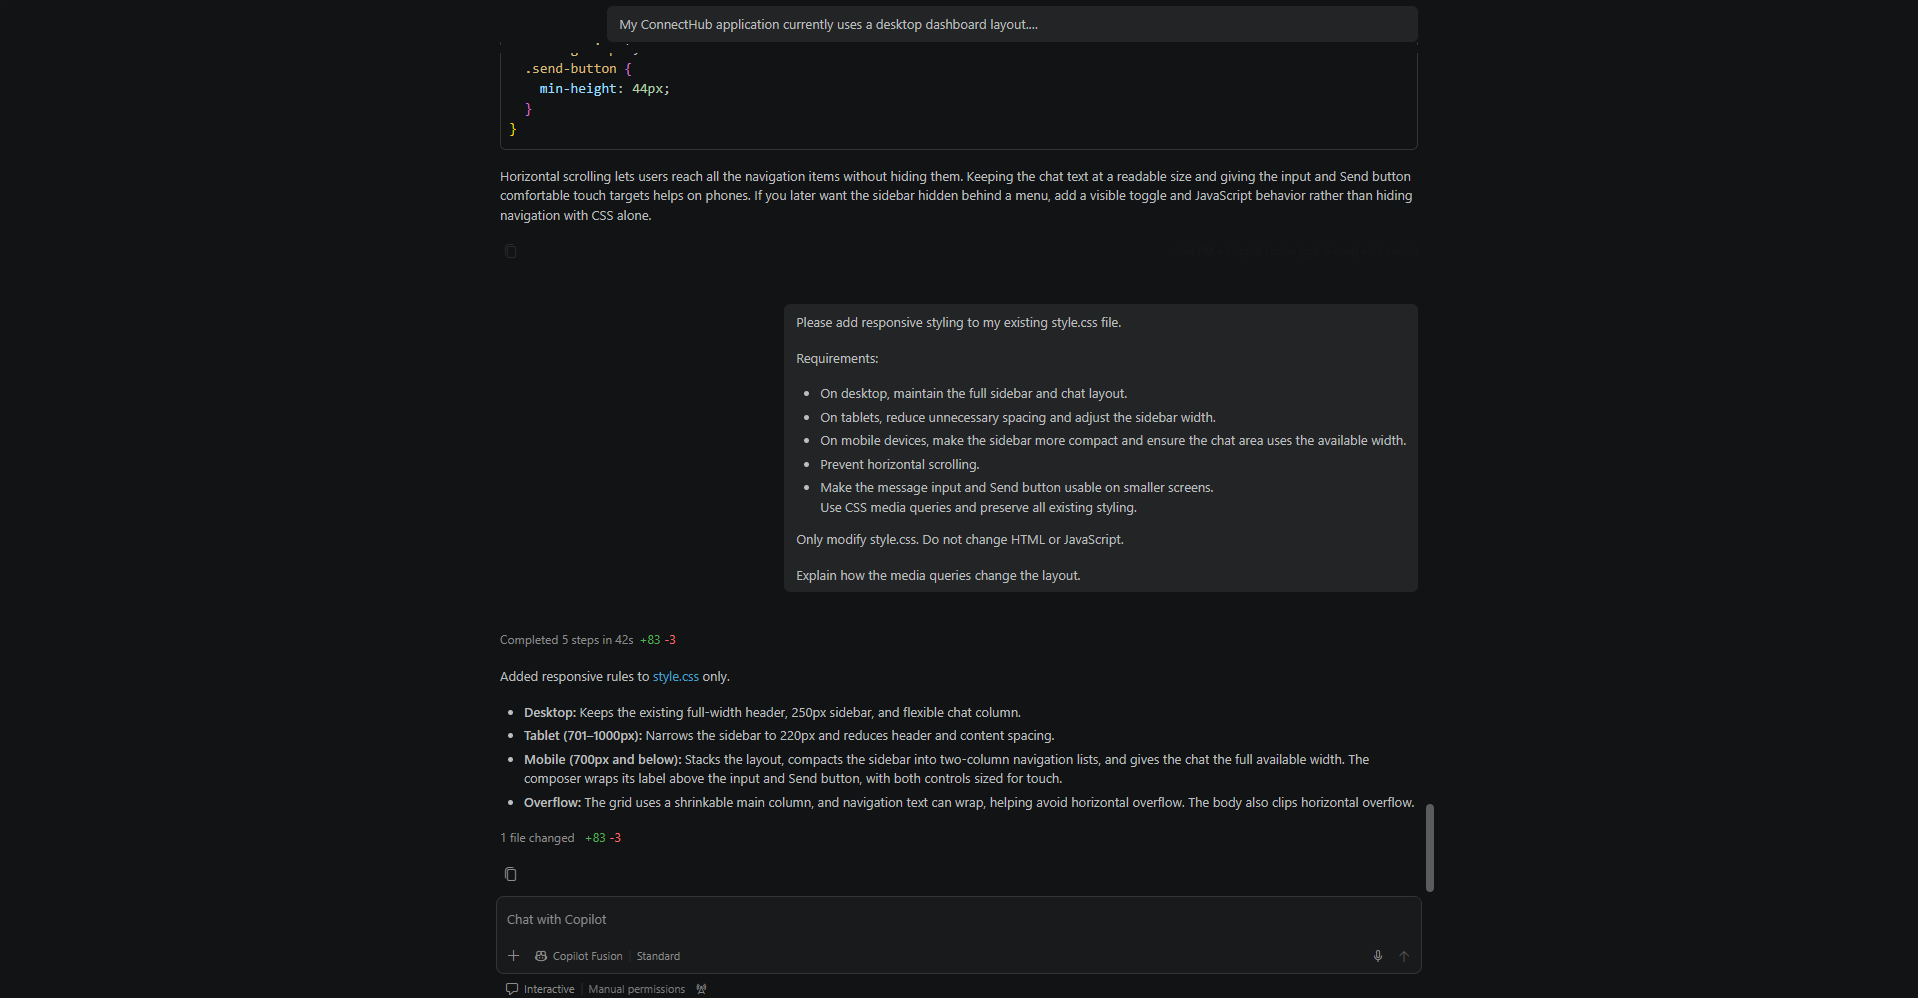 My ConnectHub application currently uses a desktop dashboard layout....
.send-button {
min-height: 44px;
}
}
Horizontal scrolling lets users reach all the navigation items without hiding them. Keeping the chat text at a readable size and giving the input and Send button
comfortable touch targets helps on phones. If you later want the sidebar hidden behind a menu, add a visible toggle and JavaScript behavior rather than hiding
navigation with CSS alone.
Please add responsive styling to my existing style.css file.
Requirements:
• On desktop, maintain the full sidebar and chat layout.
• On tablets, reduce unnecessary spacing and adjust the sidebar width.
• On mobile devices, make the sidebar more compact and ensure the chat area uses the available width.
• Prevent horizontal scrolling.
• Make the message input and Send button usable on smaller screens.
Use CSS media queries and preserve all existing styling.
Only modify style.css. Do not change HTML or JavaScript.
Explain how the media queries change the layout.
Completed 5 steps in 42s +83 -3
Added responsive rules to style.css only.
• Desktop: Keeps the existing full-width header, 250px sidebar, and flexible chat column.
• Tablet (701–1000px): Narrows the sidebar to 220px and reduces header and content spacing.
• Mobile (700px and below): Stacks the layout, compacts the sidebar into two-column navigation lists, and gives the chat the full available width. The
composer wraps its label above the input and Send button, with both controls sized for touch.
• Overflow: The grid uses a shrinkable main column, and navigation text can wrap, helping avoid horizontal overflow. The body also clips horizontal overflow.
1 file changed +83 -3
Chat with Copilot
Copilot Fusion | Standard
Interactive | Manual permissions